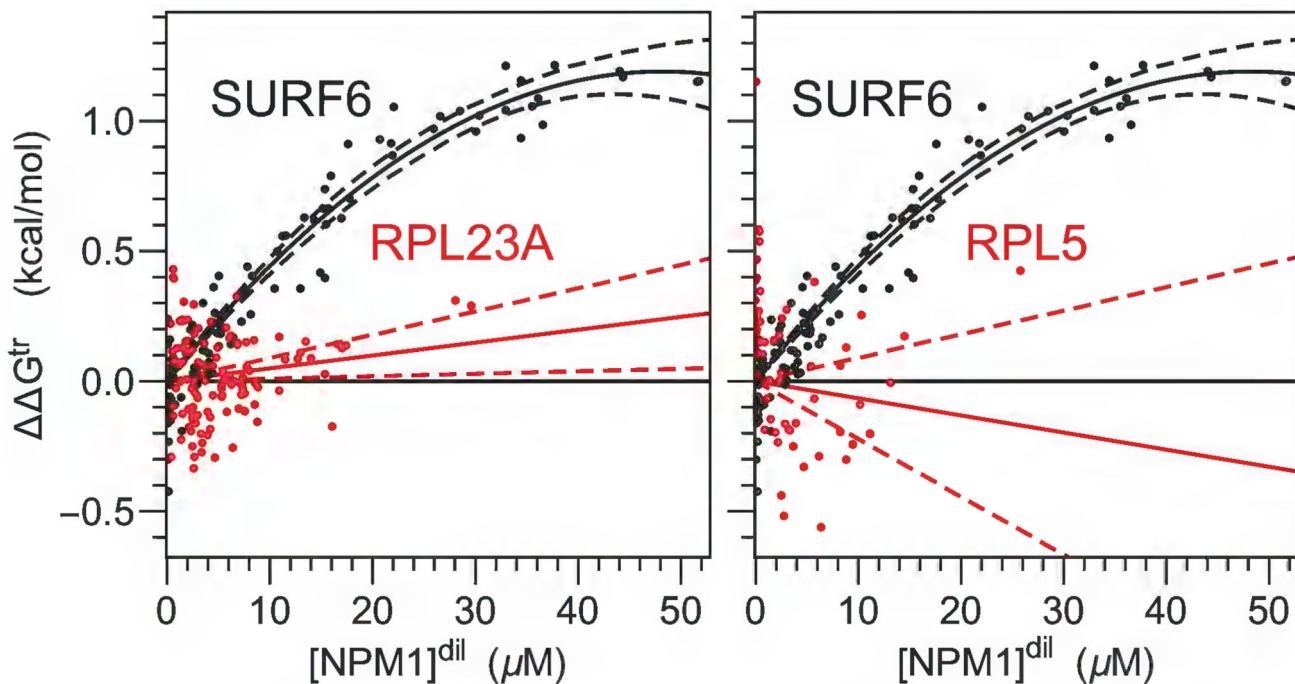 ΔΔG^tr (kcal/mol)
1.0
0.5
0.0
−0.5
SURF6
RPL23A
0 10 20 30 40 50
[NPM1]^dil (μM)
SURF6
RPL5
0 10 20 30 40 50
[NPM1]^dil (μM)